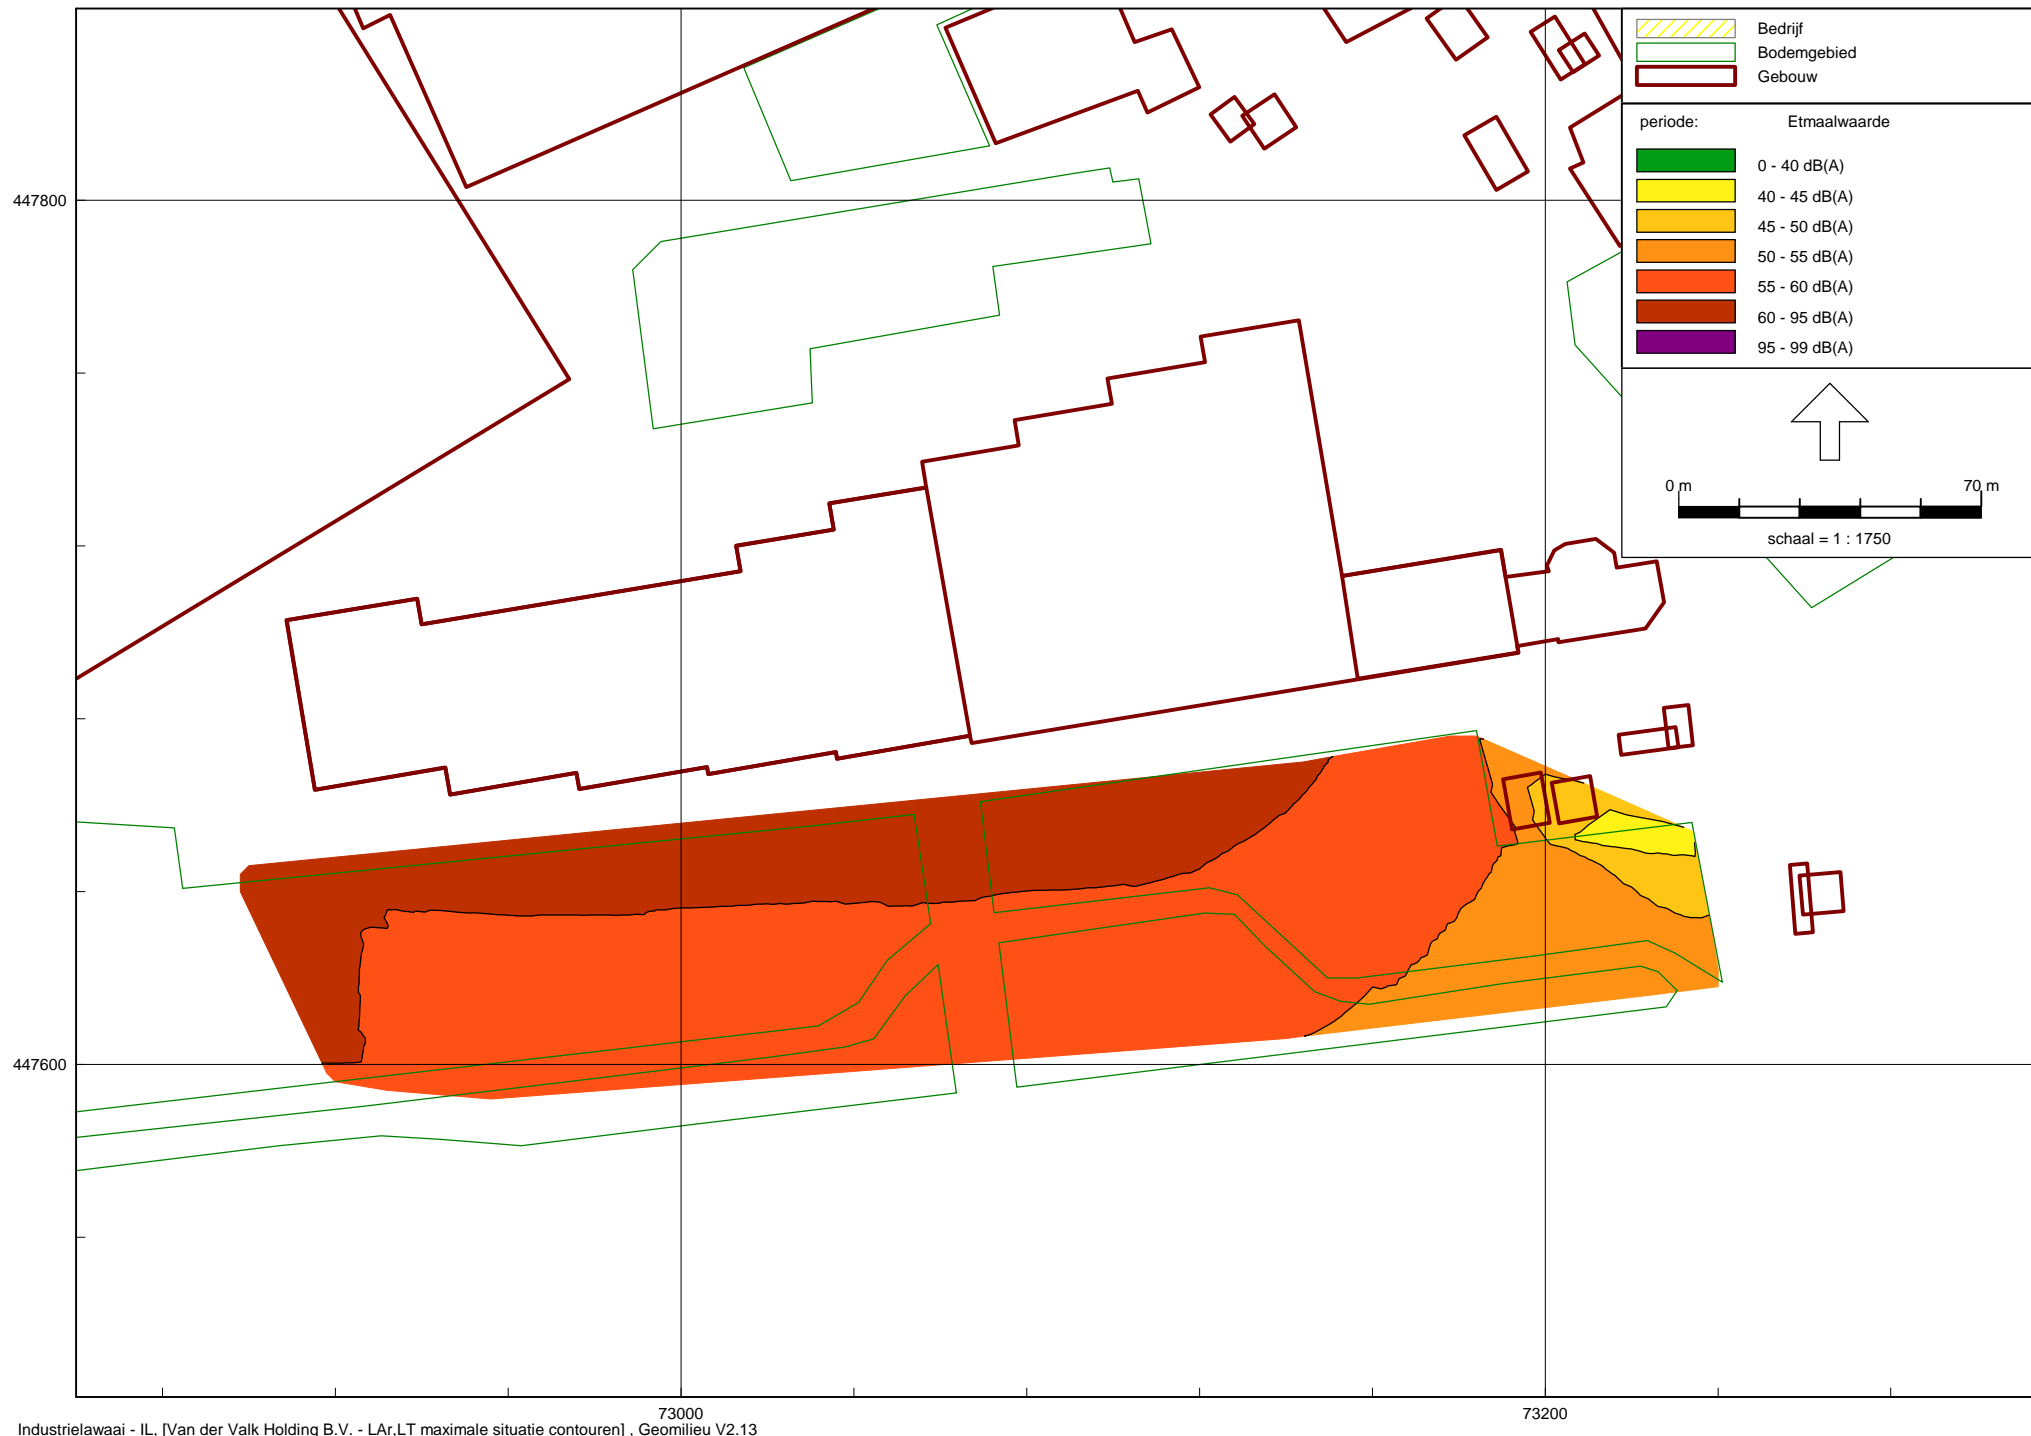 Bedrijf
Bodemgebied
Gebouw
periode: Etmaalwaarde
0 - 40 dB(A)
40 - 45 dB(A)
45 - 50 dB(A)
50 - 55 dB(A)
55 - 60 dB(A)
60 - 95 dB(A)
95 - 99 dB(A)
0 m 70 m
schaal = 1 : 1750
447800
447600
73000 73200
Industrielawaai - IL, [Van der Valk Holding B.V. - LAr,LT maximale situatie contouren] , Geomilieu V2.13